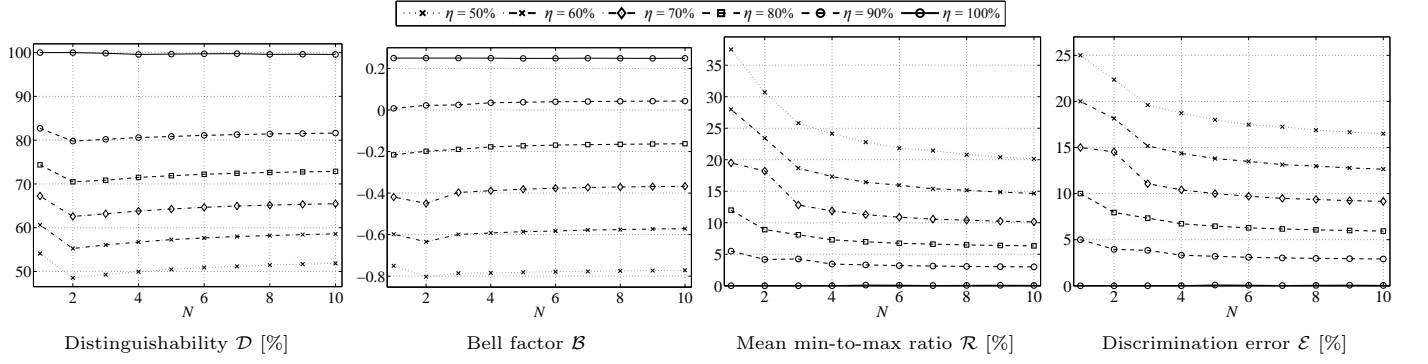 η = 50% η = 60% η = 70% η = 80% η = 90% η = 100%
100
90
80
70
60
50
2 4 6 8 10
N
Distinguishability 𝒟 [%]
0.2
0
−0.2
−0.4
−0.6
−0.8
2 4 6 8 10
N
Bell factor ℬ
35
30
25
20
15
10
5
0
2 4 6 8 10
N
Mean min-to-max ratio ℛ [%]
25
20
15
10
5
0
2 4 6 8 10
N
Discrimination error ℰ [%]